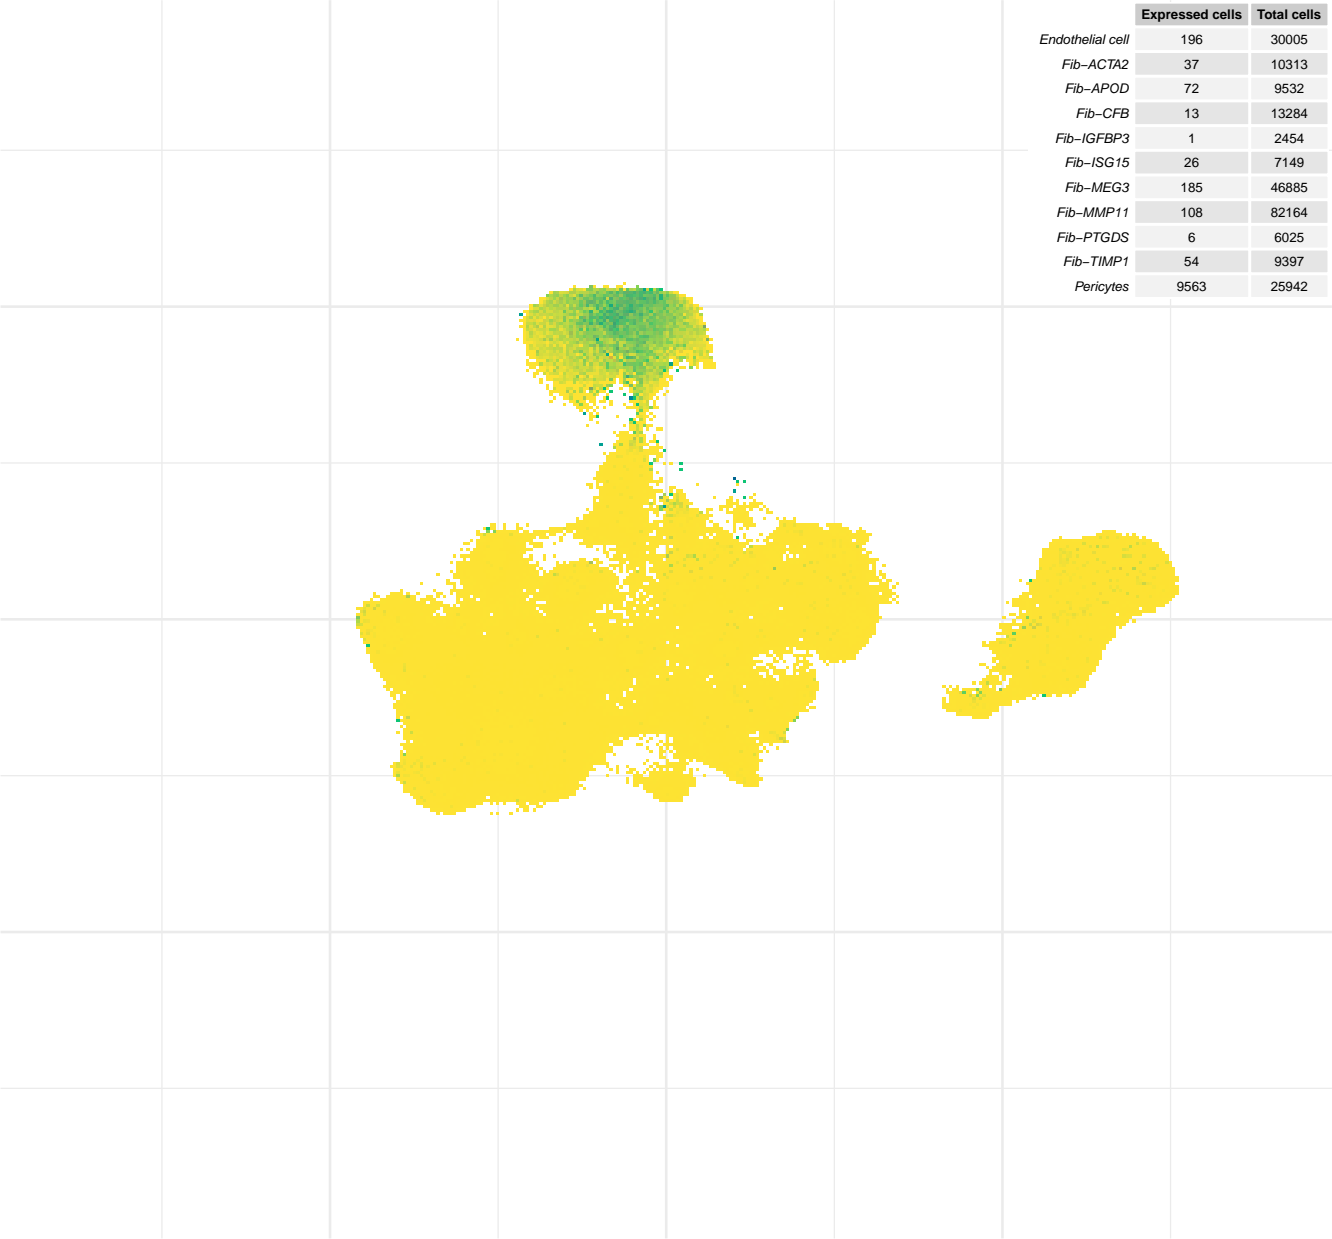 Expressed cells Total cells
Endothelial cell 196 30005
Fib−ACTA2 37 10313
Fib−APOD 72 9532
Fib−CFB 13 13284
Fib−IGFBP3 1 2454
Fib−ISG15 26 7149
Fib−MEG3 185 46885
Fib−MMP11 108 82164
Fib−PTGDS 6 6025
Fib−TIMP1 54 9397
Pericytes 9563 25942